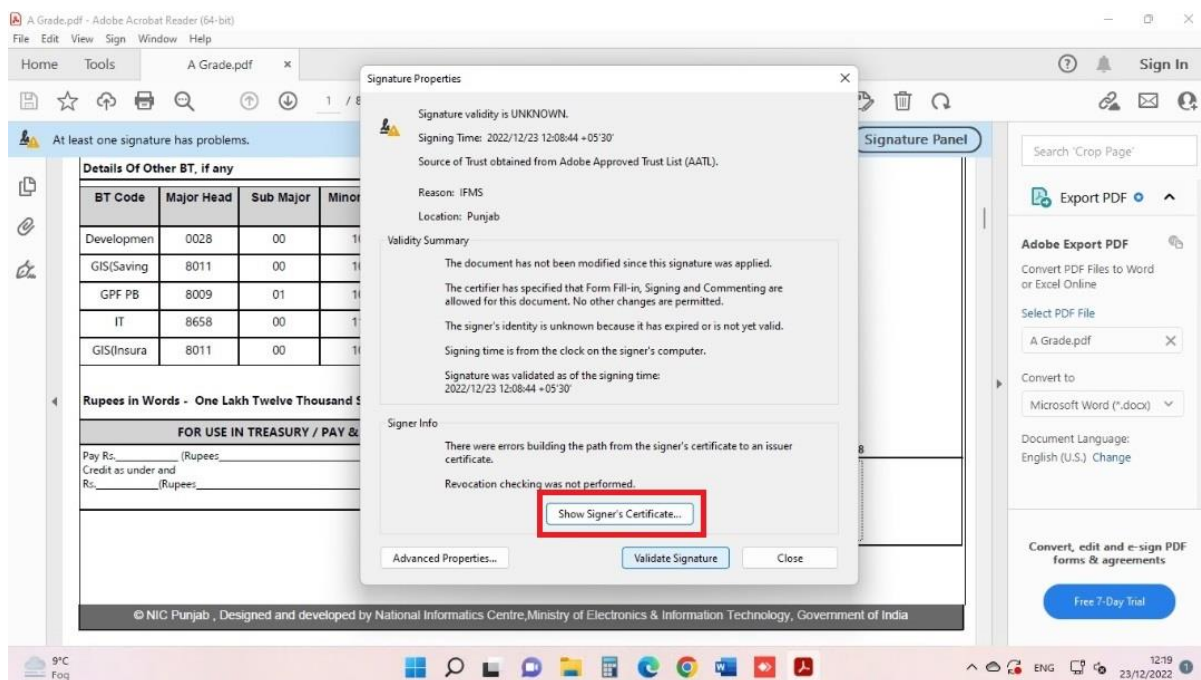 A Grade.pdf - Adobe Acrobat Reader (64-bit)
File Edit View Sign Window Help
Home Tools A Grade.pdf × Sign In
1 / 8
At least one signature has problems.
Signature Panel
Details Of Other BT, if any
BT Code Major Head Sub Major Minor
Developmen 0028 00 10
GIS(Saving 8011 00 10
GPF PB 8009 01 10
IT 8658 00 1
GIS(Insura 8011 00 10
Rupees in Words - One Lakh Twelve Thousand S
FOR USE IN TREASURY / PAY &
Pay Rs.________ (Rupees
Credit as under and
Rs.________(Rupees
8
© NIC Punjab , Designed and developed by National Informatics Centre,Ministry of Electronics & Information Technology, Government of India
Signature Properties
Signature validity is UNKNOWN.
Signing Time: 2022/12/23 12:08:44 +05'30'
Source of Trust obtained from Adobe Approved Trust List (AATL).
Reason: IFMS
Location: Punjab
Validity Summary
The document has not been modified since this signature was applied.
The certifier has specified that Form Fill-in, Signing and Commenting are
allowed for this document. No other changes are permitted.
The signer's identity is unknown because it has expired or is not yet valid.
Signing time is from the clock on the signer's computer.
Signature was validated as of the signing time:
2022/12/23 12:08:44 +05'30'
Signer Info
There were errors building the path from the signer's certificate to an issuer
certificate.
Revocation checking was not performed.
Show Signer's Certificate...
Advanced Properties... Validate Signature Close
Search 'Crop Page'
Export PDF
Adobe Export PDF
Convert PDF Files to Word
or Excel Online
Select PDF File
A Grade.pdf
Convert to
Microsoft Word (*.docx)
Document Language:
English (U.S.) Change
Convert, edit and e-sign PDF
forms & agreements
Free 7-Day Trial
9°C
Fog
ENG
12:19
23/12/2022
1